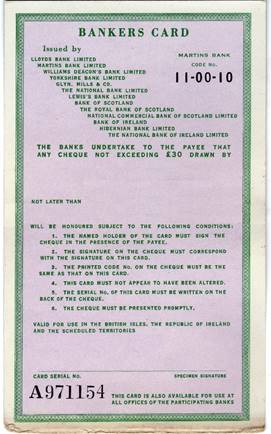 BANKERS CARD
Issued by
MARTINS BANK
LLOYDS BANK LIMITED
CODE No.
MARTINS BANK LIMITED
11-00-10
WILLIAMS DEACON'S BANK LIMITED
YORKSHIRE BANK LIMITED
GLYN, MILLS & CO.
THE NATIONAL BANK LIMITED
LEWIS'S BANK LIMITED
BANK OF SCOTLAND
THE ROYAL BANK OF SCOTLAND
NATIONAL COMMERCIAL BANK OF SCOTLAND LIMITED
BANK OF IRELAND
HIBERNIAN BANK LIMITED
THE NATIONAL BANK OF IRELAND LIMITED
THE BANKS UNDERTAKE TO THE PAYEE THAT
ANY CHEQUE NOT EXCEEDING £30 DRAWN BY
NOT LATER THAN
WILL BE HONOURED SUBJECT TO THE FOLLOWING CONDITIONS:
1. THE NAMED HOLDER OF THE CARD MUST SIGN THE
CHEQUE IN THE PRESENCE OF THE PAYEE.
2. THE SIGNATURE ON THE CHEQUE MUST CORRESPOND
WITH THE SIGNATURE ON THIS CARD.
3. THE PRINTED CODE No. ON THE CHEQUE MUST BE THE
SAME AS THAT ON THIS CARD.
4. THIS CARD MUST NOT APPEAR TO HAVE BEEN ALTERED.
5. THE SERIAL No. OF THIS CARD MUST BE WRITTEN ON THE
BACK OF THE CHEQUE.
6. THE CHEQUE MUST BE PRESENTED PROMPTLY.
VALID FOR USE IN THE BRITISH ISLES, THE REPUBLIC OF IRELAND
AND THE SCHEDULED TERRITORIES
CARD SERIAL No.
SPECIMEN SIGNATURE
A971154
THIS CARD IS ALSO AVAILABLE FOR USE AT
ALL OFFICES OF THE PARTICIPATING BANKS